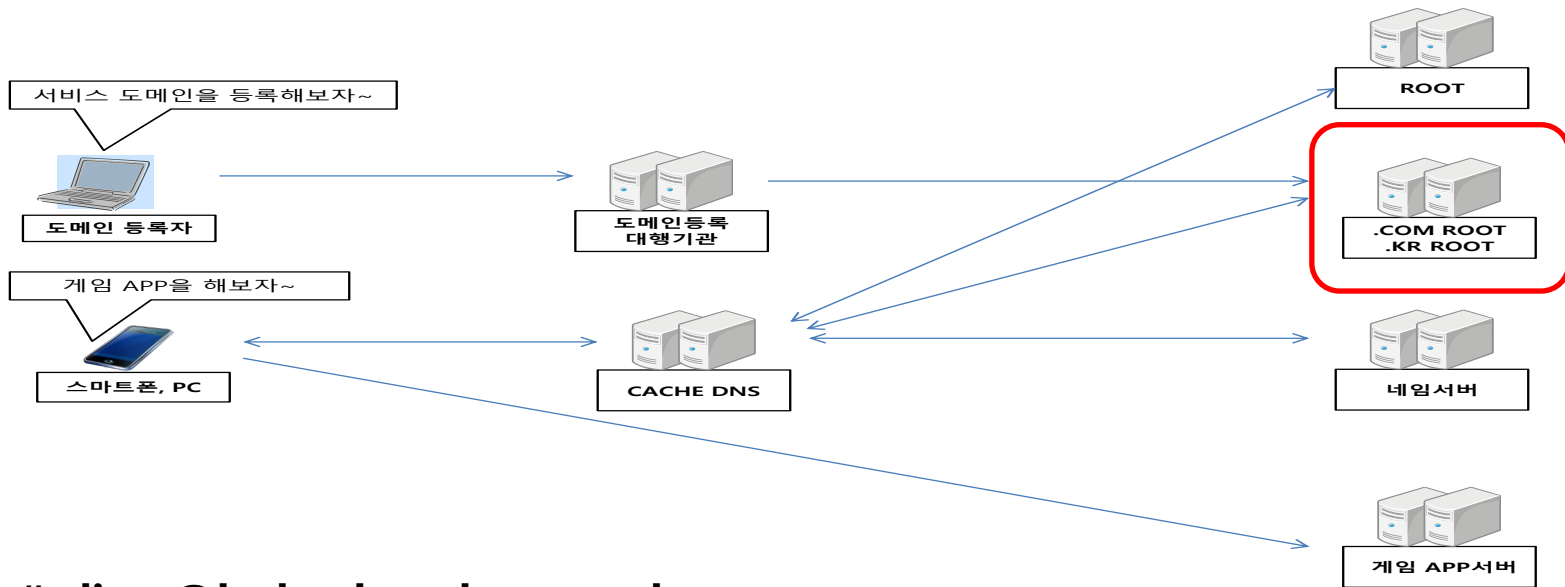 서비스 도메인을 등록해보자~
ROOT
도메인 등록자
도메인등록
대행기관
.COM ROOT
.KR ROOT
게임 APP을 해보자~
스마트폰, PC
CACHE DNS
네임서버
게임 APP서버